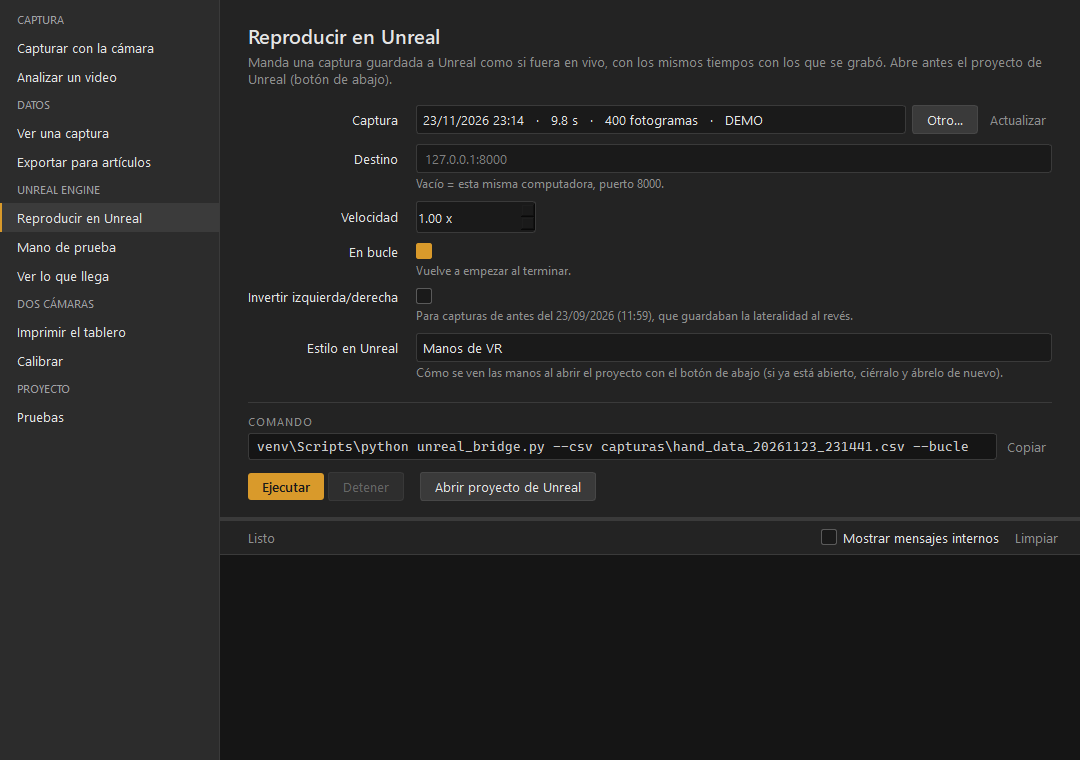 CAPTURA
Capturar con la cámara
Analizar un video
DATOS
Ver una captura
Exportar para artículos
UNREAL ENGINE
Reproducir en Unreal
Mano de prueba
Ver lo que llega
DOS CÁMARAS
Imprimir el tablero
Calibrar
PROYECTO
Pruebas
Reproducir en Unreal
Manda una captura guardada a Unreal como si fuera en vivo, con los mismos tiempos con los que se grabó. Abre antes el proyecto de
Unreal (botón de abajo).
Captura 23/11/2026 23:14 · 9.8 s · 400 fotogramas · DEMO Otro... Actualizar
Destino 127.0.0.1:8000
Vacío = esta misma computadora, puerto 8000.
Velocidad 1.00 x
En bucle
Vuelve a empezar al terminar.
Invertir izquierda/derecha
Para capturas de antes del 23/09/2026 (11:59), que guardaban la lateralidad al revés.
Estilo en Unreal Manos de VR
Cómo se ven las manos al abrir el proyecto con el botón de abajo (si ya está abierto, ciérralo y ábrelo de nuevo).
COMANDO
venv\Scripts\python unreal_bridge.py --csv capturas\hand_data_20261123_231441.csv --bucle Copiar
Ejecutar Detener Abrir proyecto de Unreal
Listo Mostrar mensajes internos Limpiar